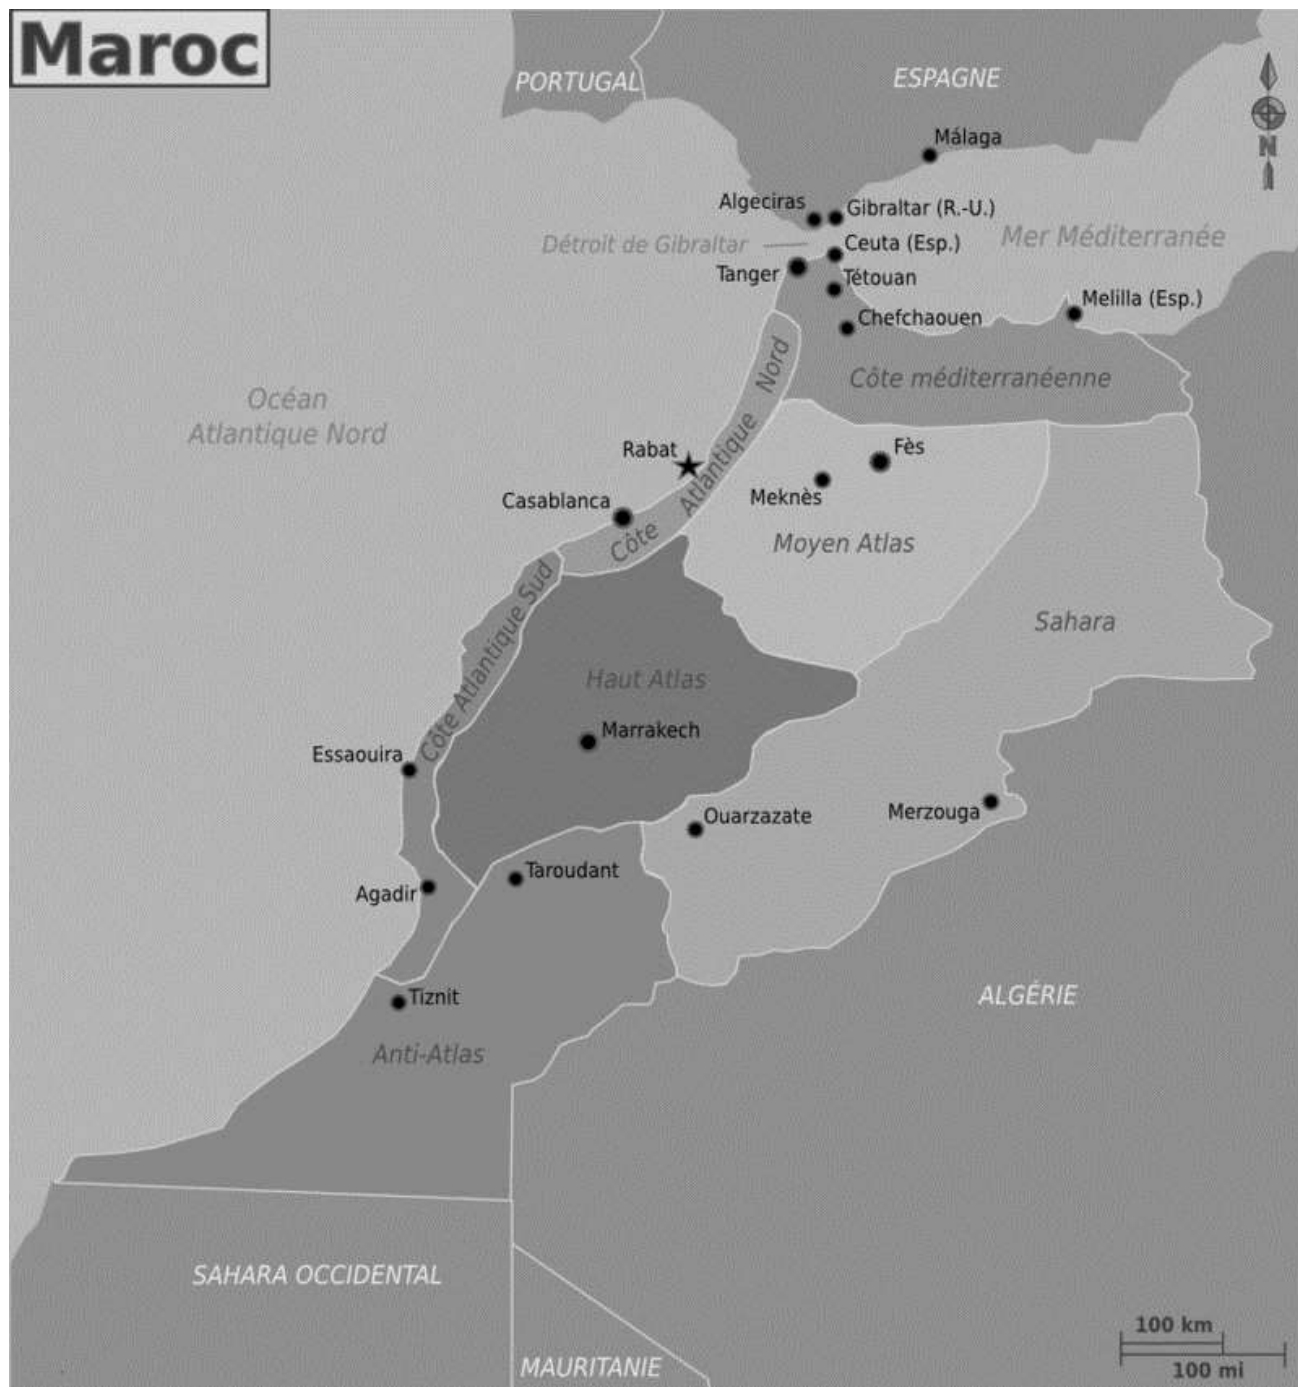 Maroc
PORTUGAL
ESPAGNE
Málaga
N
Algeciras
Gibraltar (R.-U.)
Détroit de Gibraltar
Ceuta (Esp.)
Mer Méditerranée
Tanger
Tétouan
Melilla (Esp.)
Chefchaouen
Côte méditerranéenne
Océan
Atlantique Nord
Côte Atlantique Nord
Rabat
Fès
Casablanca
Meknès
Moyen Atlas
Côte Atlantique Sud
Sahara
Haut Atlas
Marrakech
Essaouira
Ouarzazate
Merzouga
Taroudant
Agadir
Tiznit
ALGÉRIE
Anti-Atlas
SAHARA OCCIDENTAL
100 km
MAURITANIE
100 mi